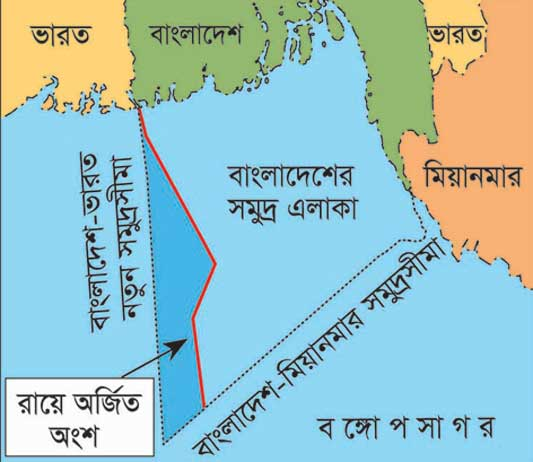 ভারত
বাংলাদেশ
ভারত
বাংলাদেশ-ভারত
নতুন সমুদ্রসীমা
বাংলাদেশের
সমুদ্র এলাকা
মিয়ানমার
বাংলাদেশ-মিয়ানমার সমুদ্রসীমা
রায়ে অর্জিত
অংশ
ব ঙ্গো প সা গ র